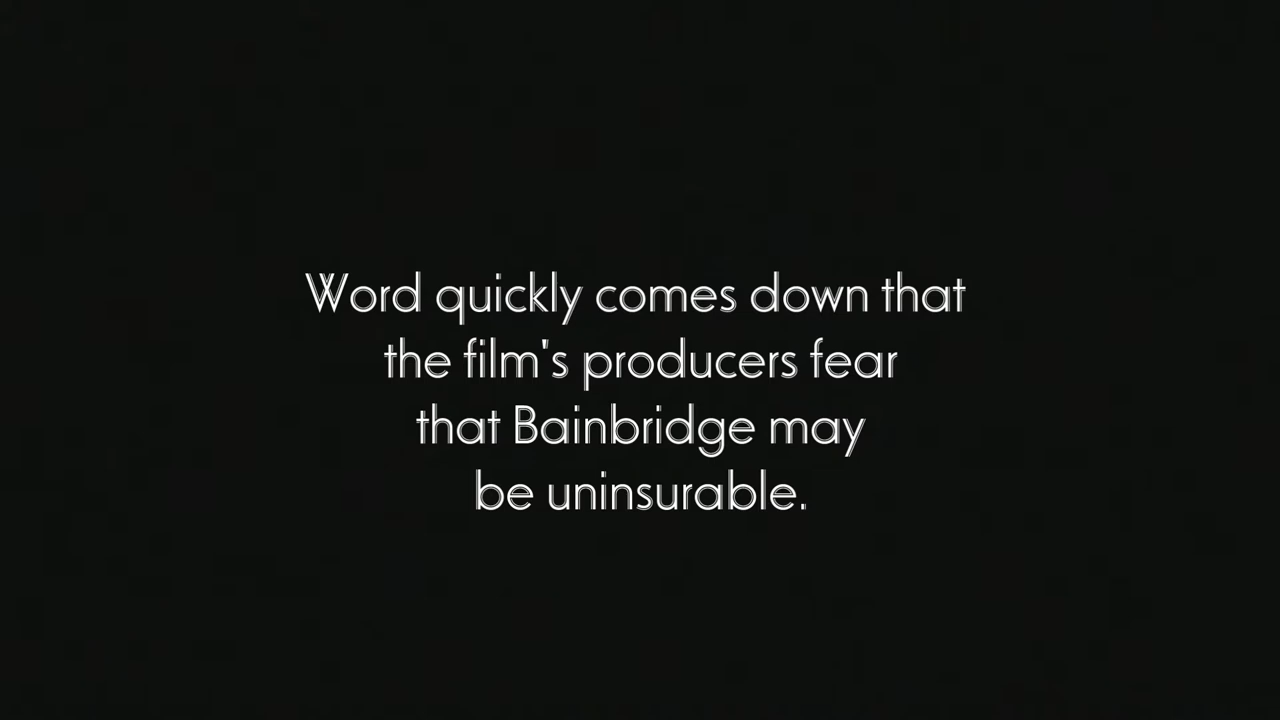 Word quickly comes down that
the film's producers fear
that Bainbridge may
be uninsurable.